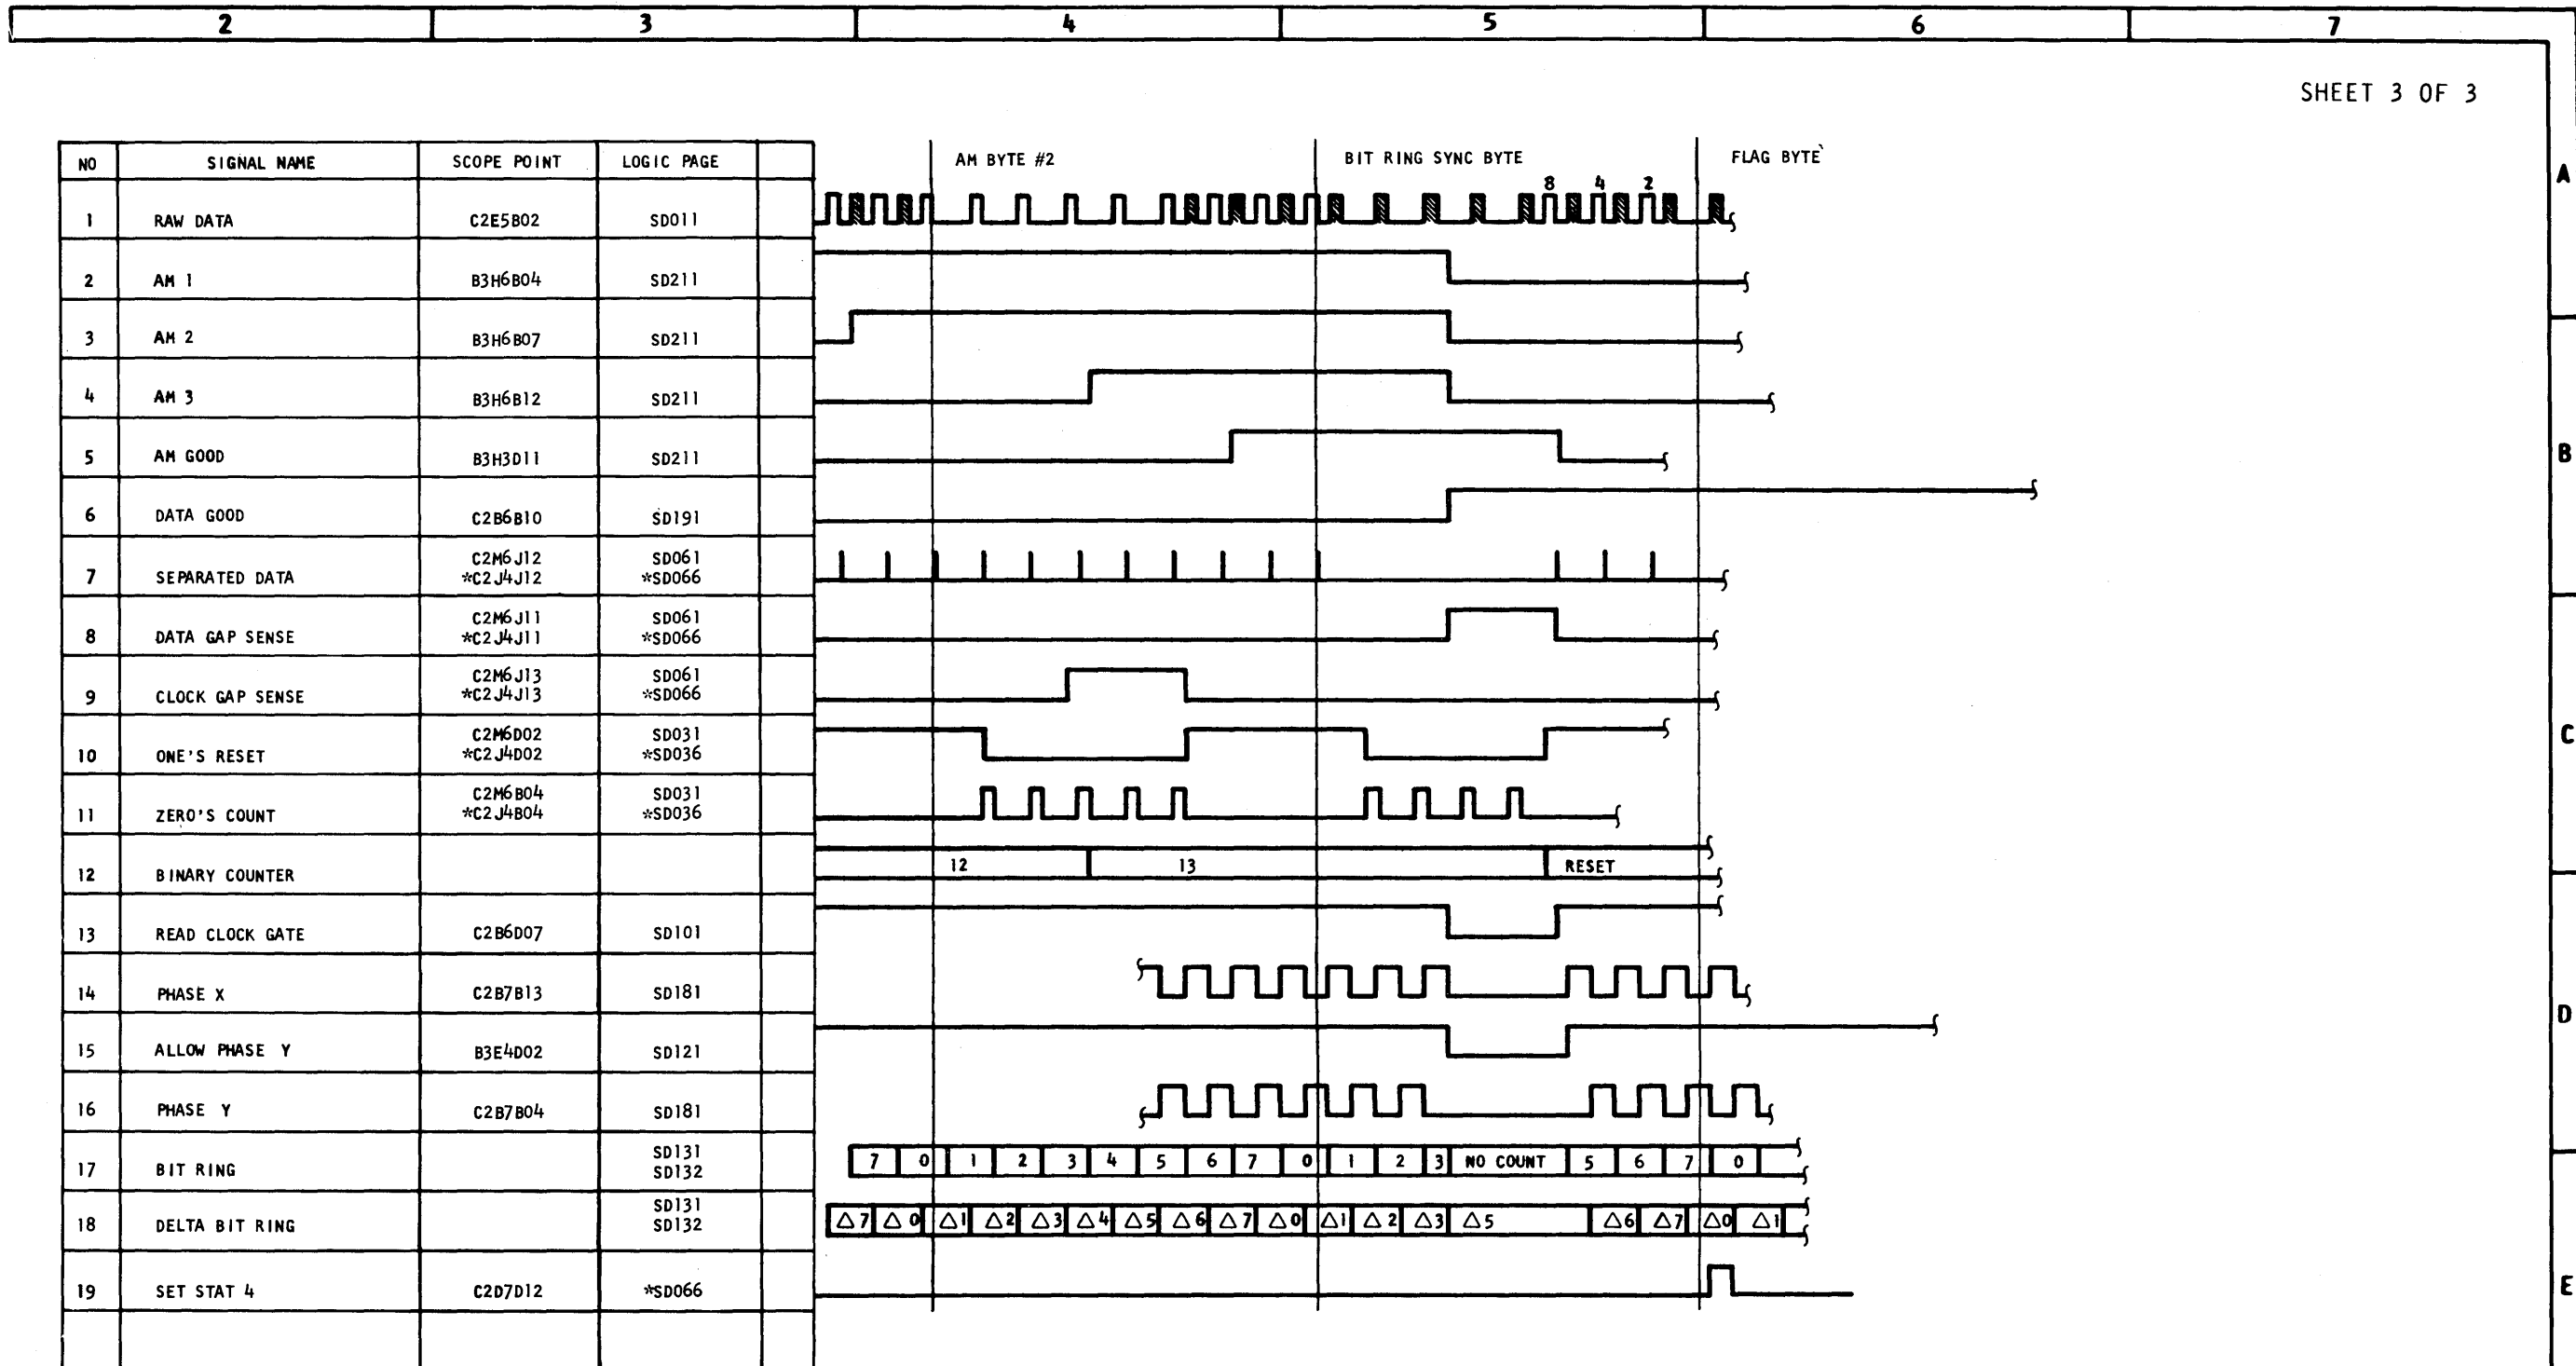 2 3 4 5 6 7
SHEET 3 OF 3
NO SIGNAL NAME SCOPE POINT LOGIC PAGE AM BYTE #2 BIT RING SYNC BYTE FLAG BYTE
A
8 4 2
1 RAW DATA C2E5B02 SD011
2 AM 1 B3H6B04 SD211
3 AM 2 B3H6B07 SD211
4 AM 3 B3H6B12 SD211
B
5 AM GOOD B3H3D11 SD211
6 DATA GOOD C2B6B10 SD191
C2M6J12 SD061
7 SEPARATED DATA *C2J4J12 *SD066
C2M6J11 SD061
8 DATA GAP SENSE *C2J4J11 *SD066
C2M6J13 SD061
9 CLOCK GAP SENSE *C2J4J13 *SD066
C
C2M6D02 SD031
10 ONE'S RESET *C2J4D02 *SD036
C2M6B04 SD031
11 ZERO'S COUNT *C2J4B04 *SD036
12 BINARY COUNTER 12 13 RESET
13 READ CLOCK GATE C2B6D07 SD101
14 PHASE X C2B7B13 SD181
D
15 ALLOW PHASE Y B3E4D02 SD121
16 PHASE Y C2B7B04 SD181
SD131
17 BIT RING SD132 7 0 1 2 3 4 5 6 7 0 1 2 3 NO COUNT 5 6 7 0
SD131
18 DELTA BIT RING SD132 △7 △0 △1 △2 △3 △4 △5 △6 △7 △0 △1 △2 △3 △5 △6 △7 △0 △1
19 SET STAT 4 C2D7D12 *SD066
E